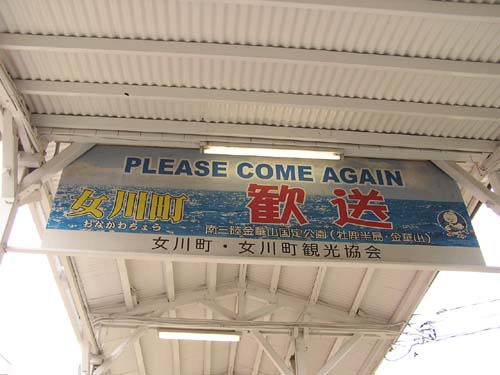 PLEASE COME AGAIN
女川町 歓送
おながわちょう
南三陸金華山国定公園(牡鹿半島・金華山)
女川町・女川町観光協会